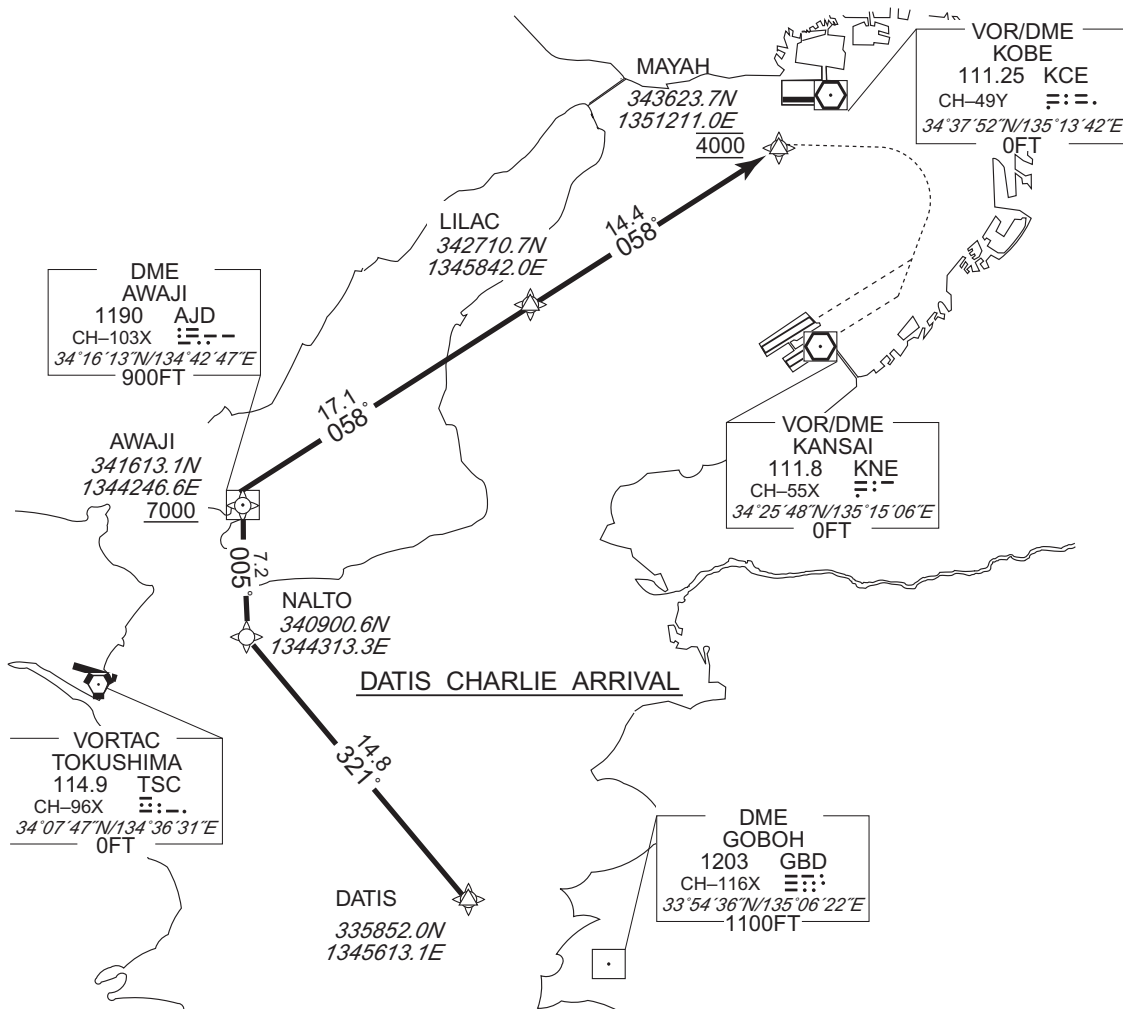 VOR/DME
KOBE
111.25 KCE
CH–49Y
34°37´52˝N/135°13´42˝E
0FT
MAYAH
343623.7N
1351211.0E
4000
LILAC
342710.7N
1345842.0E
14.4
058°
DME
AWAJI
1190 AJD
CH–103X
34°16´13˝N/134°42´47˝E
900FT
17.1
058°
AWAJI
341613.1N
1344246.6E
7000
VOR/DME
KANSAI
111.8 KNE
CH–55X
34°25´48˝N/135°15´06˝E
0FT
7.2
005°
NALTO
340900.6N
1344313.3E
DATIS CHARLIE ARRIVAL
VORTAC
TOKUSHIMA
114.9 TSC
CH–96X
34°07´47˝N/134°36´31˝E
0FT
14.8
321°
DME
GOBOH
1203 GBD
CH–116X
33°54´36˝N/135°06´22˝E
1100FT
DATIS
335852.0N
1345613.1E